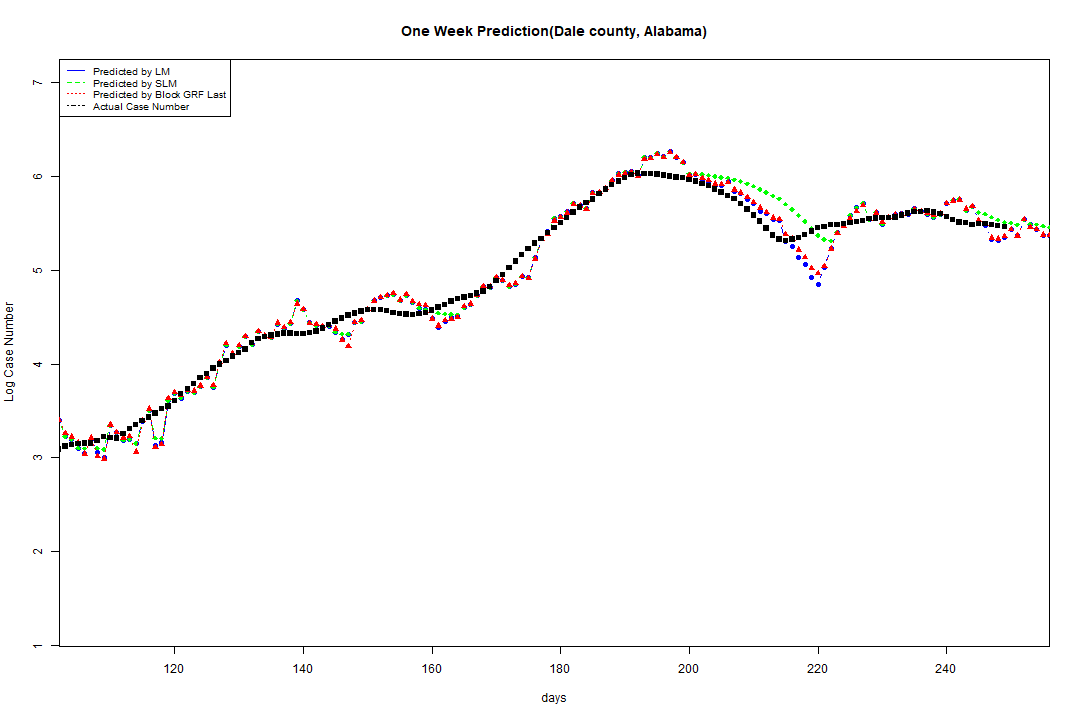 One Week Prediction(Dale county, Alabama)
Predicted by LM
Predicted by SLM
Predicted by Block GRF Last
Actual Case Number
7
6
5
4
3
2
1
Log Case Number
120 140 160 180 200 220 240
days